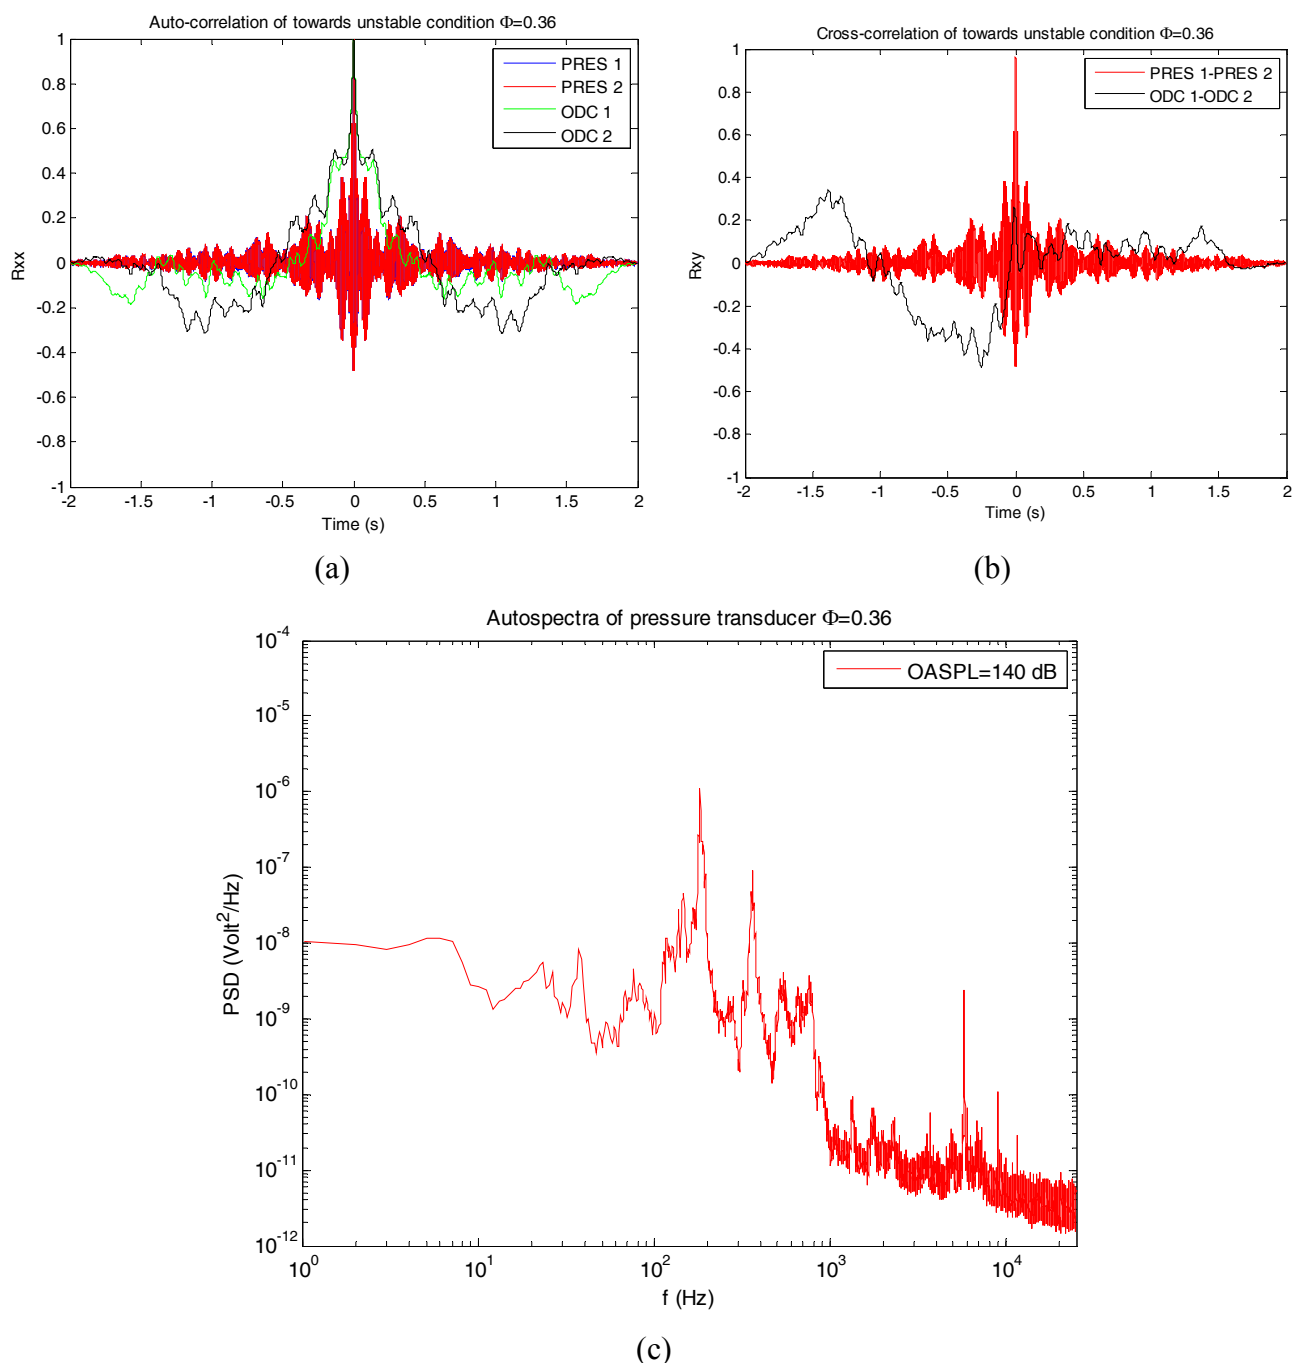 Auto-correlation of towards unstable condition Φ=0.36
1
0.8
0.6
0.4
0.2
0
-0.2
-0.4
-0.6
-0.8
-1
Rxx
PRES 1
PRES 2
ODC 1
ODC 2
-2 -1.5 -1 -0.5 0 0.5 1 1.5 2
Time (s)
(a)
Cross-correlation of towards unstable condition Φ=0.36
1
0.8
0.6
0.4
0.2
0
-0.2
-0.4
-0.6
-0.8
-1
Rxy
PRES 1-PRES 2
ODC 1-ODC 2
-2 -1.5 -1 -0.5 0 0.5 1 1.5 2
Time (s)
(b)
Autospectra of pressure transducer Φ=0.36
10^-4
10^-5
10^-6
10^-7
10^-8
10^-9
10^-10
10^-11
10^-12
PSD (Volt^2/Hz)
OASPL=140 dB
10^0 10^1 10^2 10^3 10^4
f (Hz)
(c)